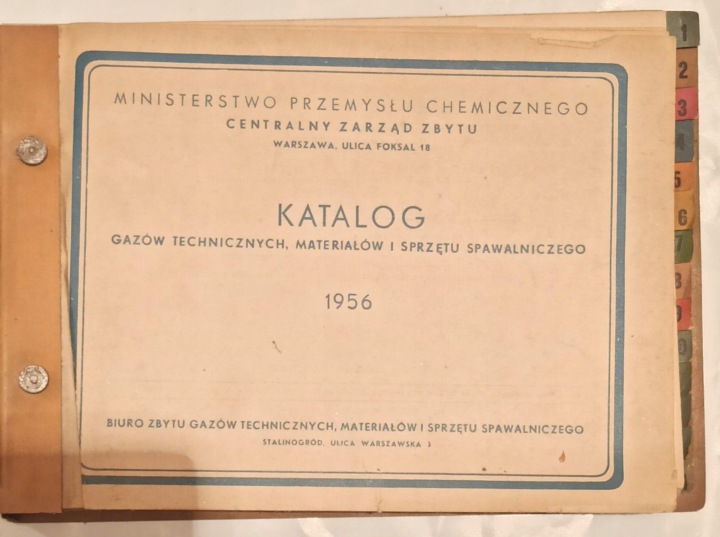 MINISTERSTWO PRZEMYSŁU CHEMICZNEGO
CENTRALNY ZARZĄD ZBYTU
WARSZAWA, ULICA FOKSAL 18
KATALOG
GAZÓW TECHNICZNYCH, MATERIAŁÓW I SPRZĘTU SPAWALNICZEGO
1956
BIURO ZBYTU GAZÓW TECHNICZNYCH, MATERIAŁÓW I SPRZĘTU SPAWALNICZEGO
STALINOGRÓD, ULICA WARSZAWSKA
1
2
3
4
5
6
7
8
9